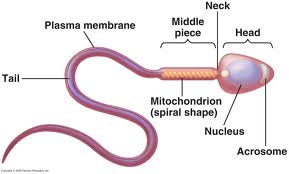 Neck
Plasma membrane
Middle
piece
Head
Tail
Mitochondrion
(spiral shape)
Nucleus
Acrosome